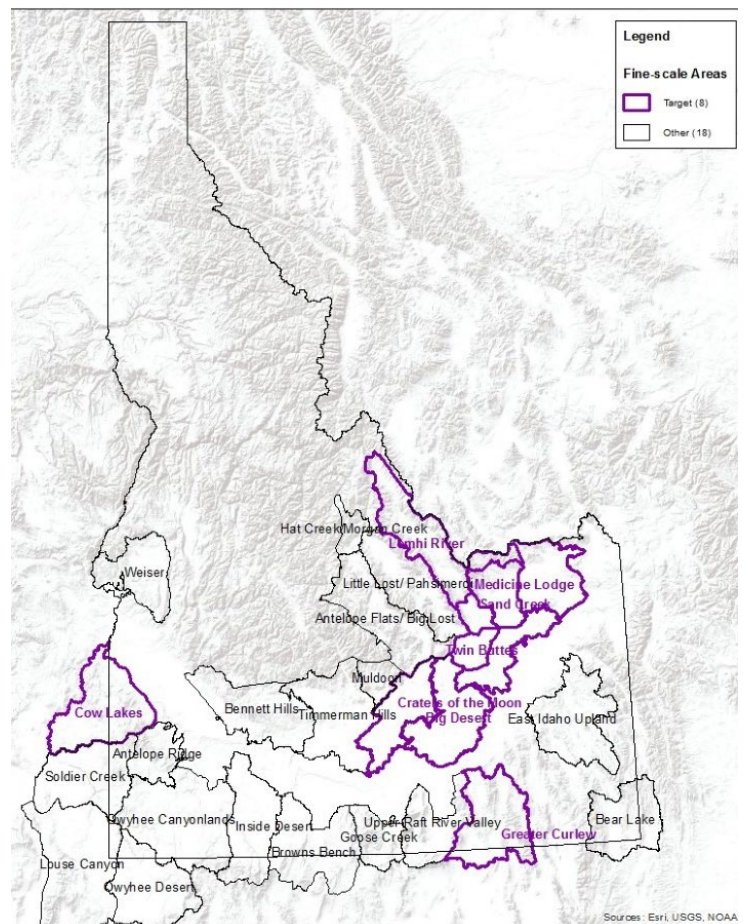 Legend
Fine-scale Areas
Target (8)
Other (18)
Hat Creek/Morgan Creek
Lemhi River
Weiser
Little Lost/ Pahsimeroi
Medicine Lodge
Sand Creek
Antelope Flats/ Big Lost
Twin Buttes
Muldoon
Cow Lakes
Bennett Hills
Timmerman Hills
Craters of the Moon
Big Desert
East Idaho Upland
Antelope Ridge
Soldier Creek
Owyhee Canyonlands
Inside Desert
Upper Raft River Valley
Goose Creek
Greater Curlew
Bear Lake
Browns Bench
Louse Canyon
Owyhee Desert
Sources: Esri, USGS, NOAA